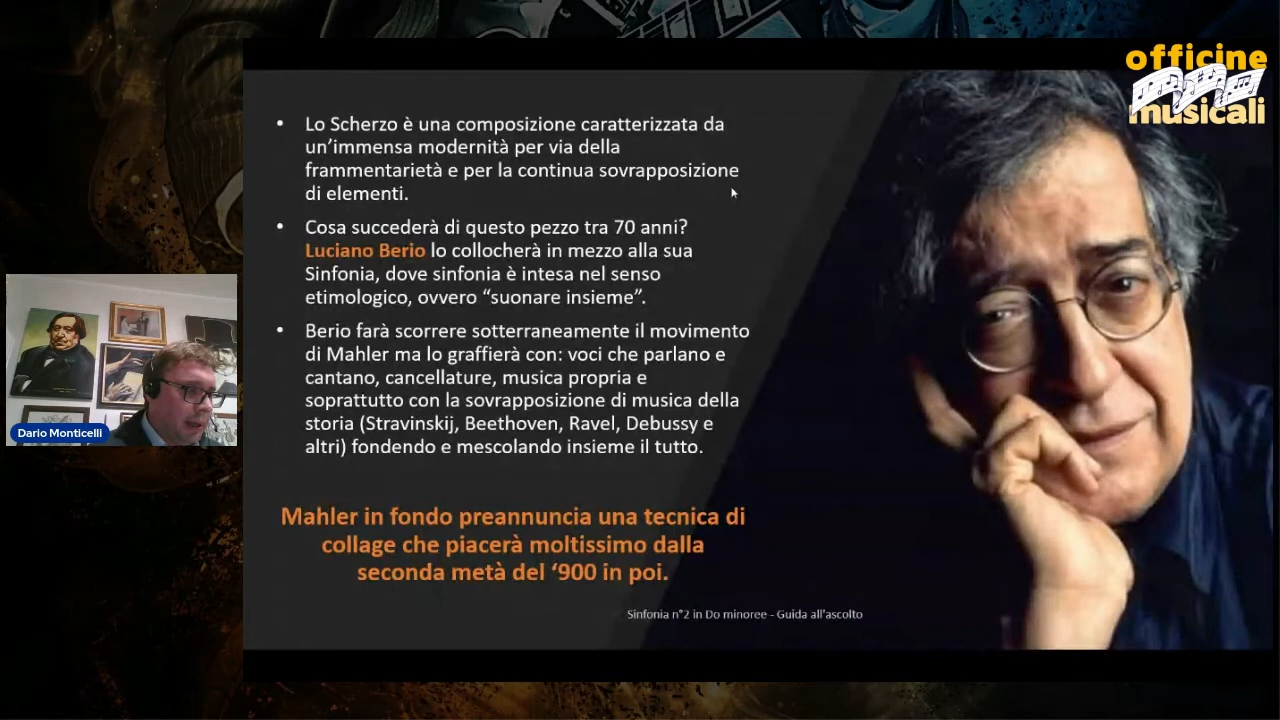 officine
musicali
• Lo Scherzo è una composizione caratterizzata da
un’immensa modernità per via della
frammentarietà e per la continua sovrapposizione
di elementi.
• Cosa succederà di questo pezzo tra 70 anni?
Luciano Berio lo collocherà in mezzo alla sua
Sinfonia, dove sinfonia è intesa nel senso
etimologico, ovvero “suonare insieme”.
• Berio farà scorrere sotterraneamente il movimento
di Mahler ma lo graffierà con: voci che parlano e
cantano, cancellature, musica propria e
soprattutto con la sovrapposizione di musica della
storia (Stravinskij, Beethoven, Ravel, Debussy e
altri) fondendo e mescolando insieme il tutto.
Dario Monticelli
Mahler in fondo preannuncia una tecnica di
collage che piacerà moltissimo dalla
seconda metà del ‘900 in poi.
Sinfonia n°2 in Do minoree - Guida all'ascolto